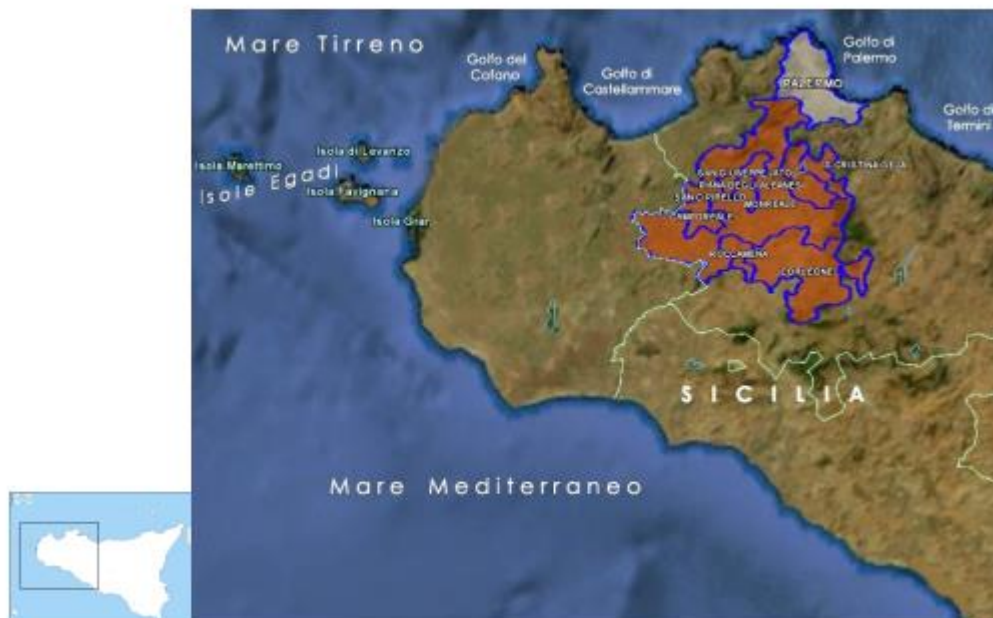 Mare Tirreno
Golfo del
Cofano
Golfo di
Castellammare
Golfo di
Palermo
PALERMO
Golfo di
Termini
Isola Marettimo
Isola di Levanzo
Isole Egadi
Isola Favignana
S. CRISTINA GELA
SAN GIUSEPPE JATO
PIANA DEGLI ALBANESI
SAN CIPIRELLO
MONREALE
CAMPOREALE
ROCCAMENA
CORLEONE
SICILIA
Mare Mediterraneo